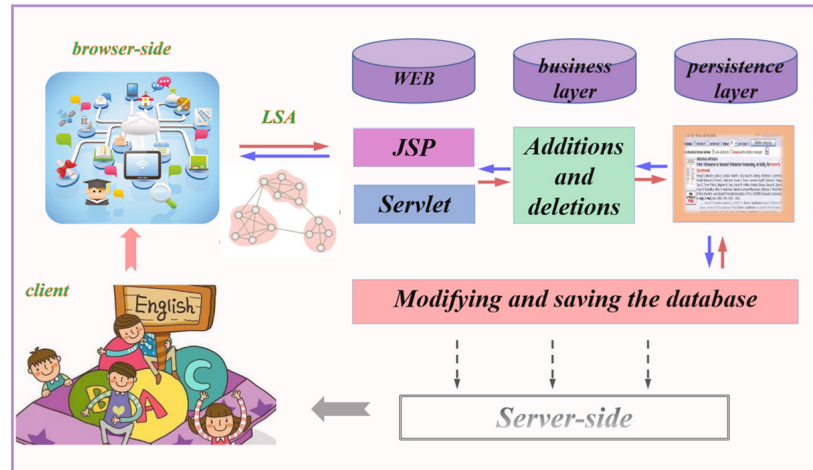 browser-side
LSA
client
English
B
A
C
WEB
business
layer
persistence
layer
JSP
Servlet
Additions
and
deletions
Modifying and saving the database
Server-side